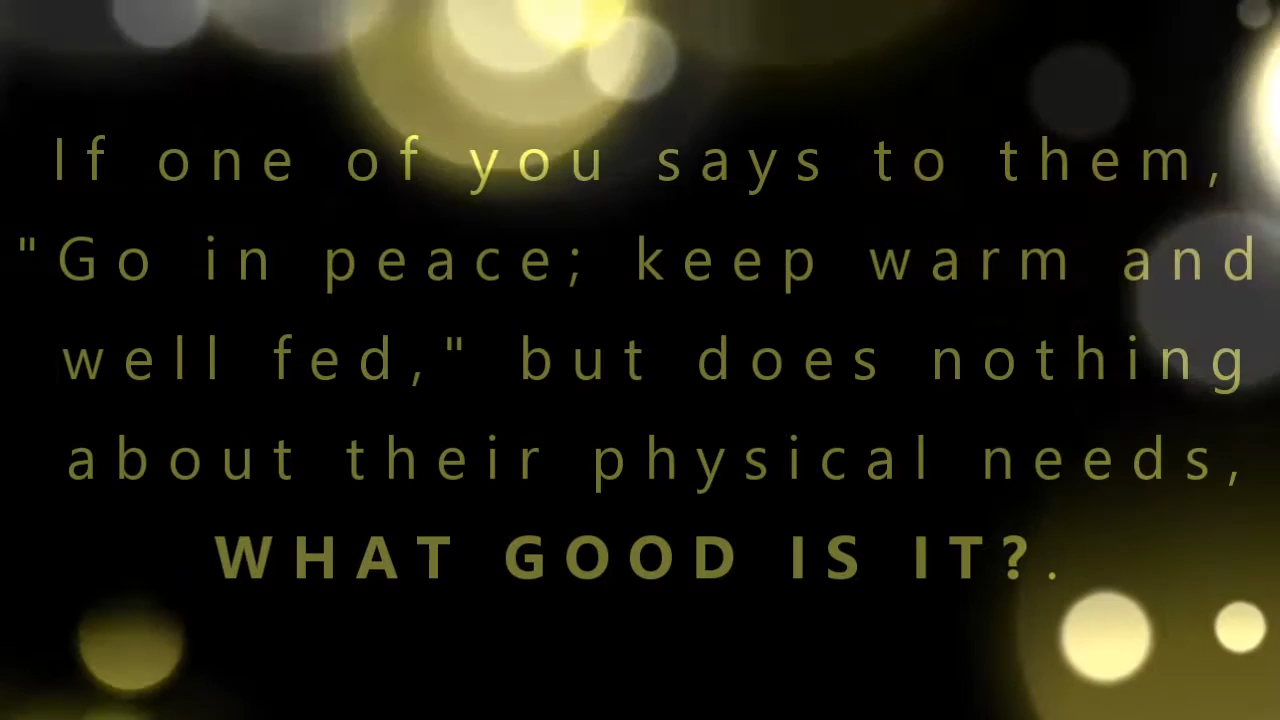 If one of you says to them,
"Go in peace; keep warm and
well fed," but does nothing
about their physical needs,
WHAT GOOD IS IT?.